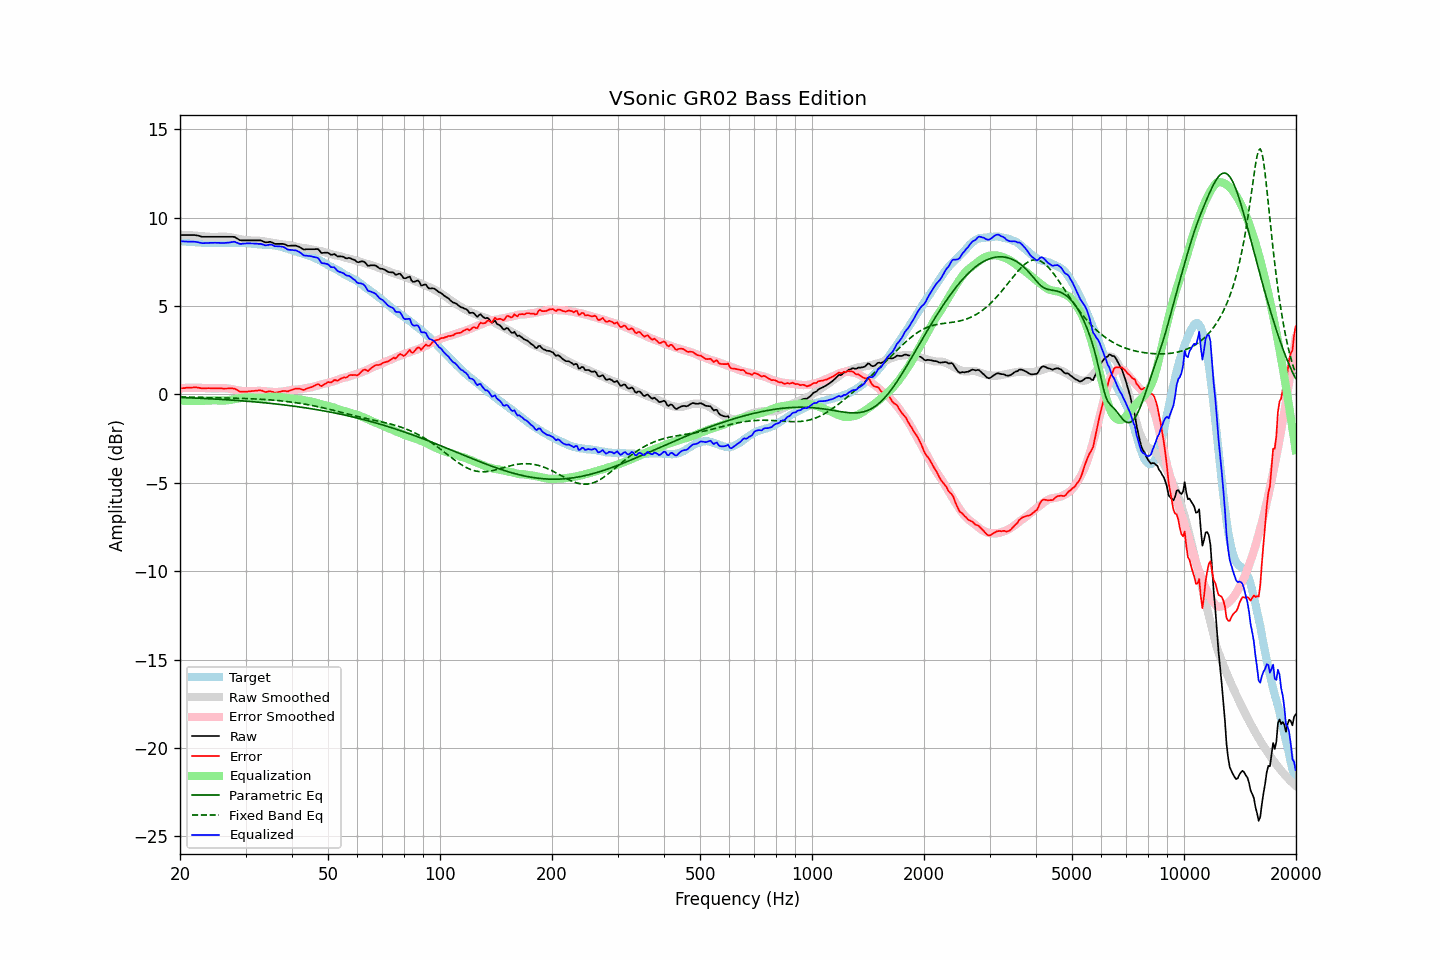 VSonic GR02 Bass Edition
Amplitude (dBr)
15
10
5
0
−5
−10
−15
−20
−25
Target
Raw Smoothed
Error Smoothed
Raw
Error
Equalization
Parametric Eq
Fixed Band Eq
Equalized
20 50 100 200 500 1000 2000 5000 10000 20000
Frequency (Hz)